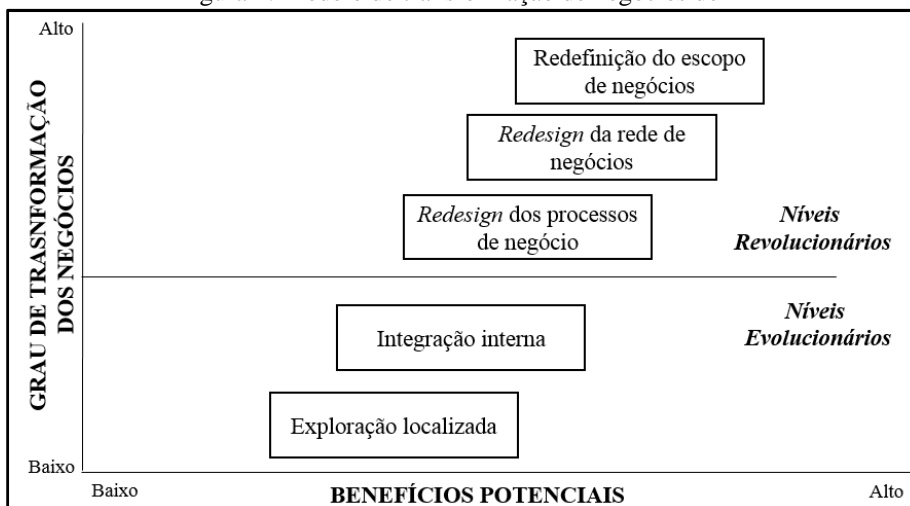 Alto
Redefinição do escopo
de negócios
Redesign da rede de
negócios
Redesign dos processos
de negócio
Níveis
Revolucionários
GRAU DE TRASNFORMAÇÃO
DOS NEGÓCIOS
Níveis
Evolucionários
Integração interna
Exploração localizada
Baixo
Baixo
BENEFÍCIOS POTENCIAIS
Alto